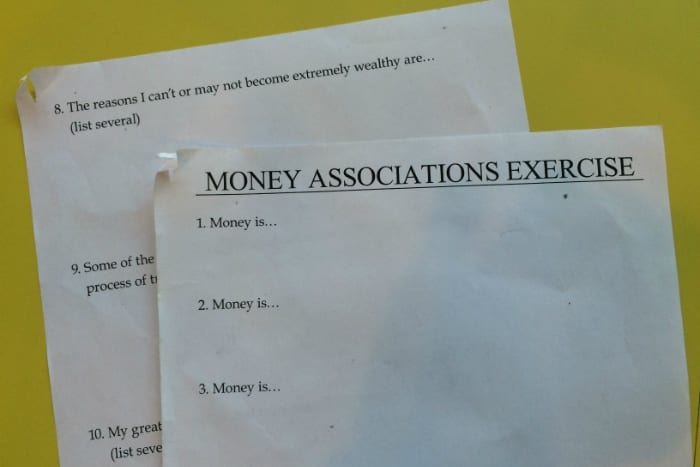 8. The reasons I can't or may not become extremely wealthy are…
(list several)
9. Some of the
process of
10. My great
(list
MONEY ASSOCIATIONS EXERCISE
1. Money is…
2. Money is…
3. Money is…